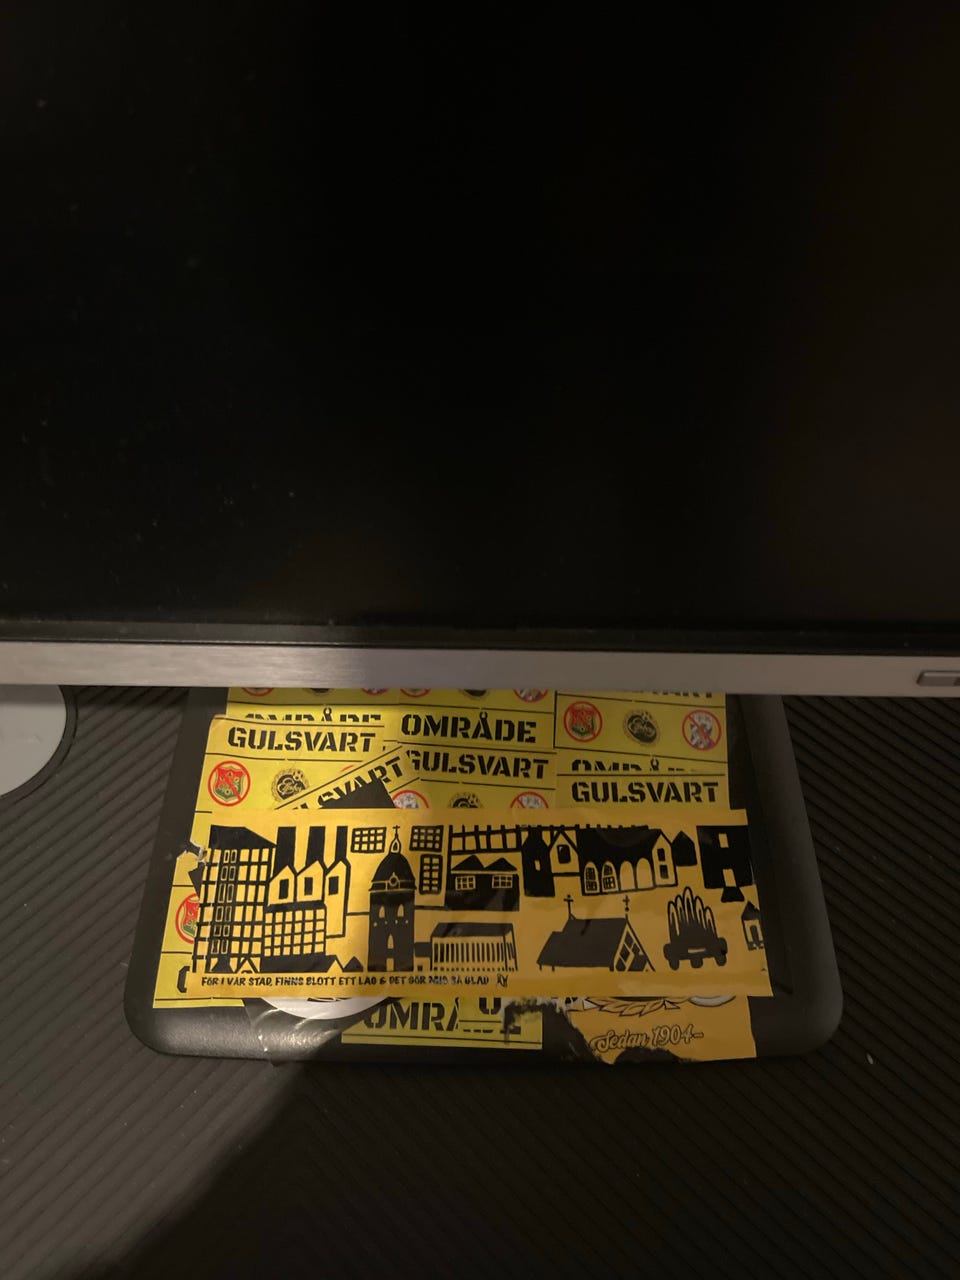 OMRÅDE
GULSVART
OMRÅDE
GULSVART
GULSVART
GULSVART
FÖR I VÅR STAD, FINNS BLOTT ETT LAG & DET GÖR MIG SÅ GLAD
OMRÅ
Sedan 1904-